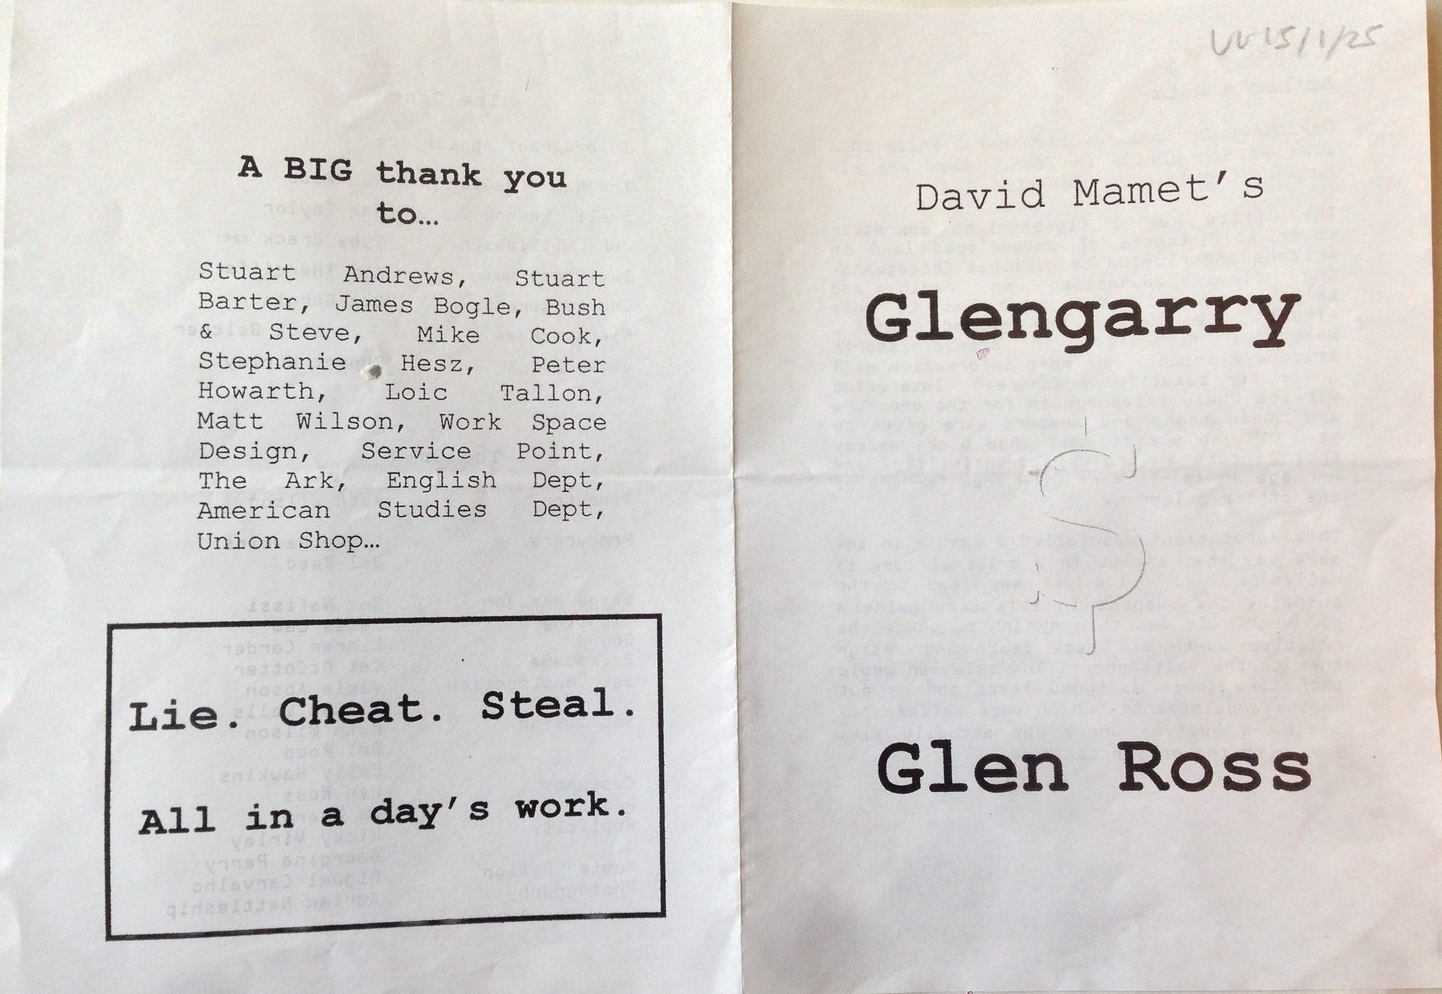 A BIG thank you
to…
Stuart Andrews, Stuart
Barter, James Bogle, Bush
& Steve, Mike Cook,
Stephanie Hesz, Peter
Howarth, Loic Tallon,
Matt Wilson, Work Space
Design, Service Point,
The Ark, English Dept,
American Studies Dept,
Union Shop…
Lie. Cheat. Steal.
All in a day's work.
15/1/25
David Mamet's
Glengarry
$
Glen Ross